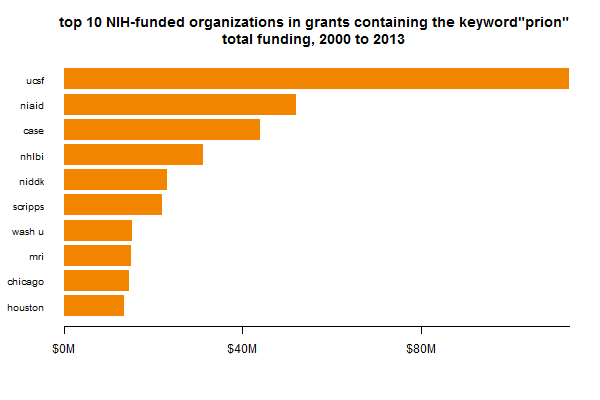 top 10 NIH-funded organizations in grants containing the keyword"prion"
total funding, 2000 to 2013
ucsf
niaid
case
nhlbi
niddk
scripps
wash u
mri
chicago
houston
$0M $40M $80M